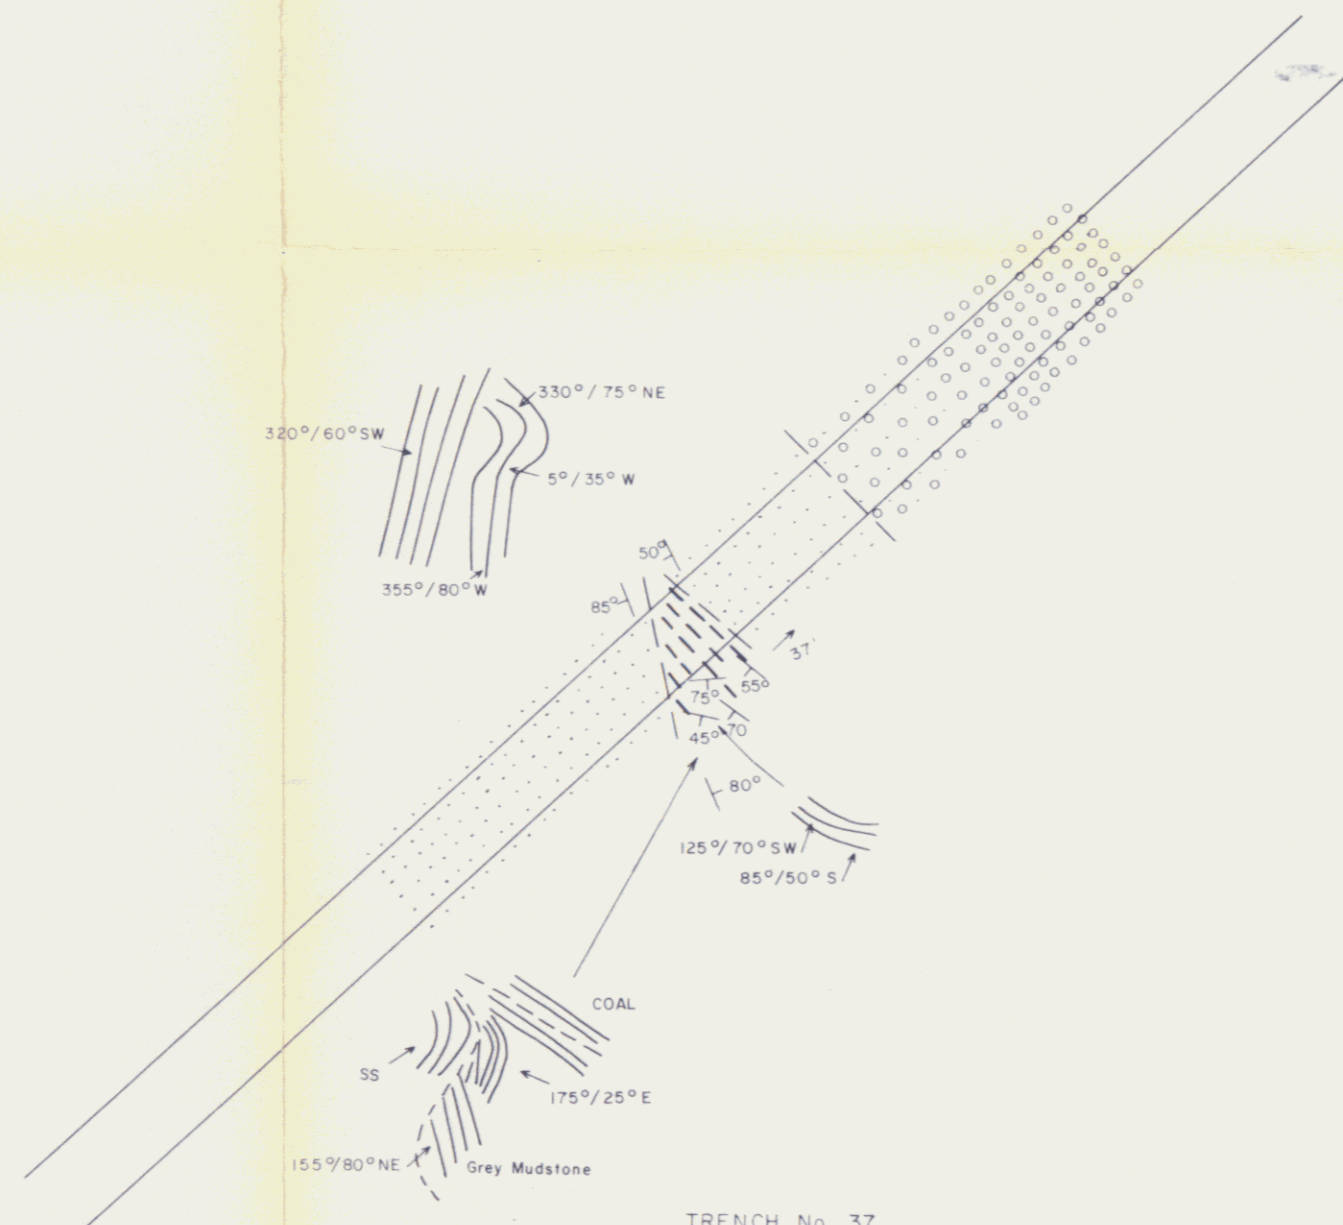 330°/75° NE
320°/60° SW
5°/35° W
50°
355°/80° W
85°
37'
55°
75°
70
45°
80°
125°/70° SW
85°/50° S
COAL
SS
175°/25° E
155°/80° NE
Grey Mudstone
TRENCH No. 37